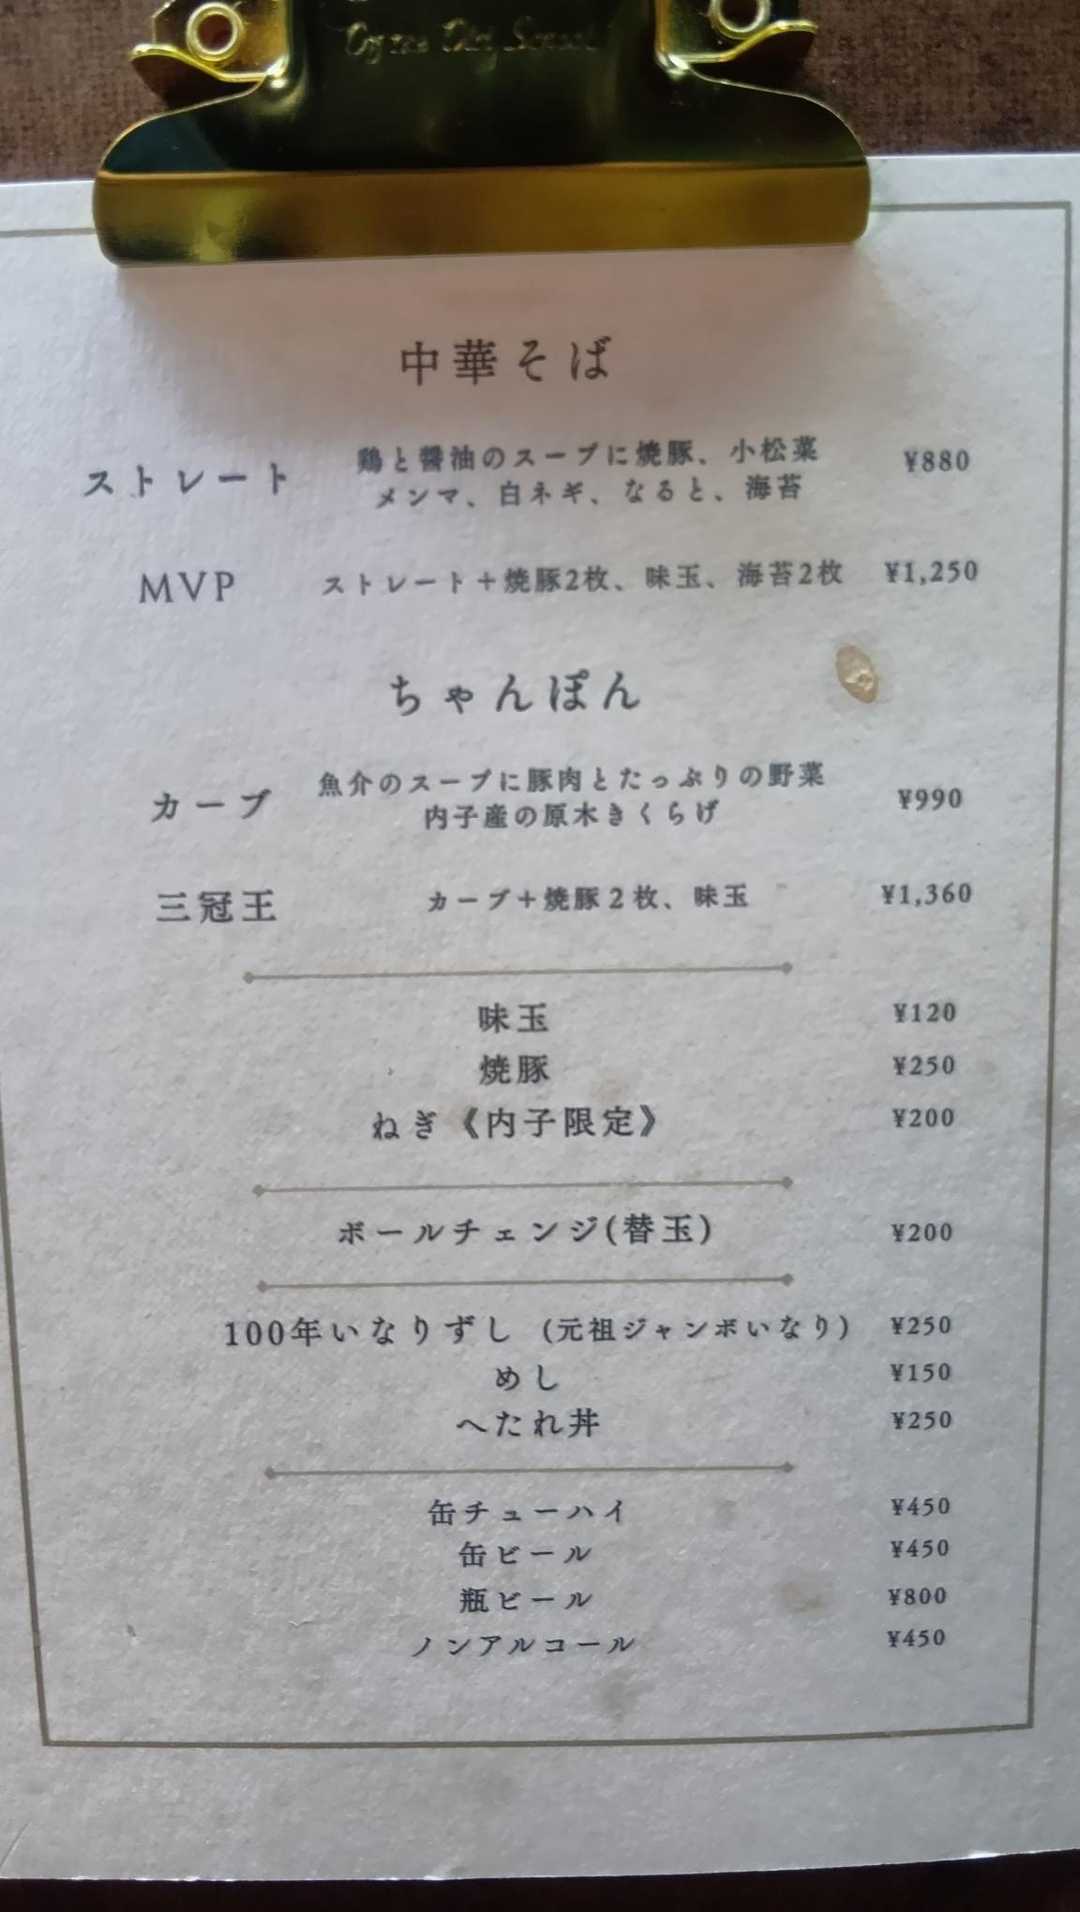 中華そば
ストレート 鶏と醤油のスープに焼豚、小松菜 ¥880
メンマ、白ネギ、なると、海苔
MVP ストレート＋焼豚2枚、味玉、海苔2枚 ¥1,250
ちゃんぽん
カーブ 魚介のスープに豚肉とたっぷりの野菜 ¥990
内子産の原木きくらげ
三冠王 カーブ＋焼豚２枚、味玉 ¥1,360
味玉 ¥120
焼豚 ¥250
ねぎ《内子限定》 ¥200
ボールチェンジ(替玉) ¥200
100年いなりずし (元祖ジャンボいなり) ¥250
めし ¥150
へたれ丼 ¥250
缶チューハイ ¥450
缶ビール ¥450
瓶ビール ¥800
ノンアルコール ¥450